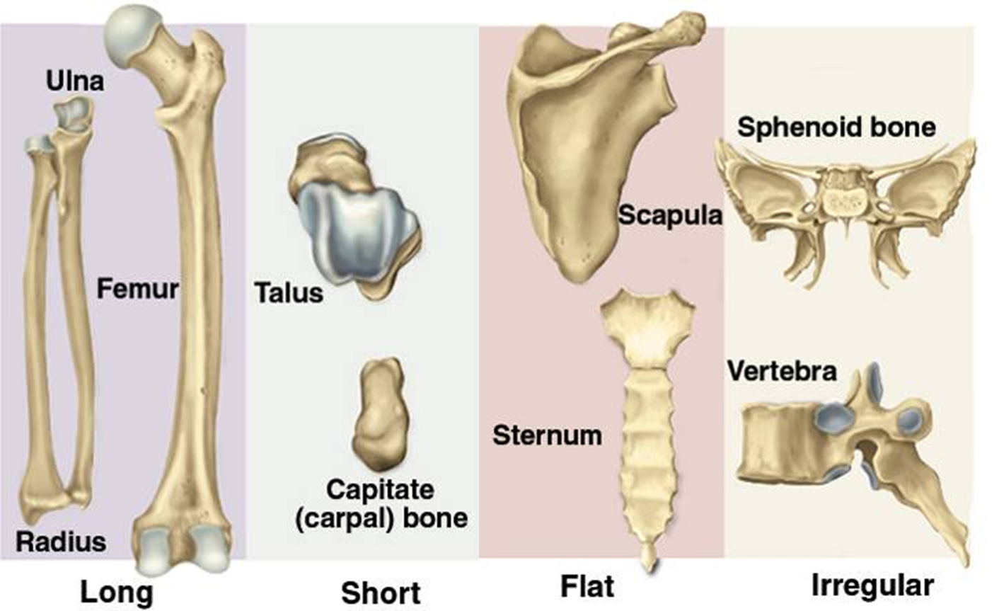 Ulna
Femur
Radius
Long
Talus
Capitate
(carpal) bone
Short
Scapula
Sternum
Flat
Sphenoid bone
Vertebra
Irregular